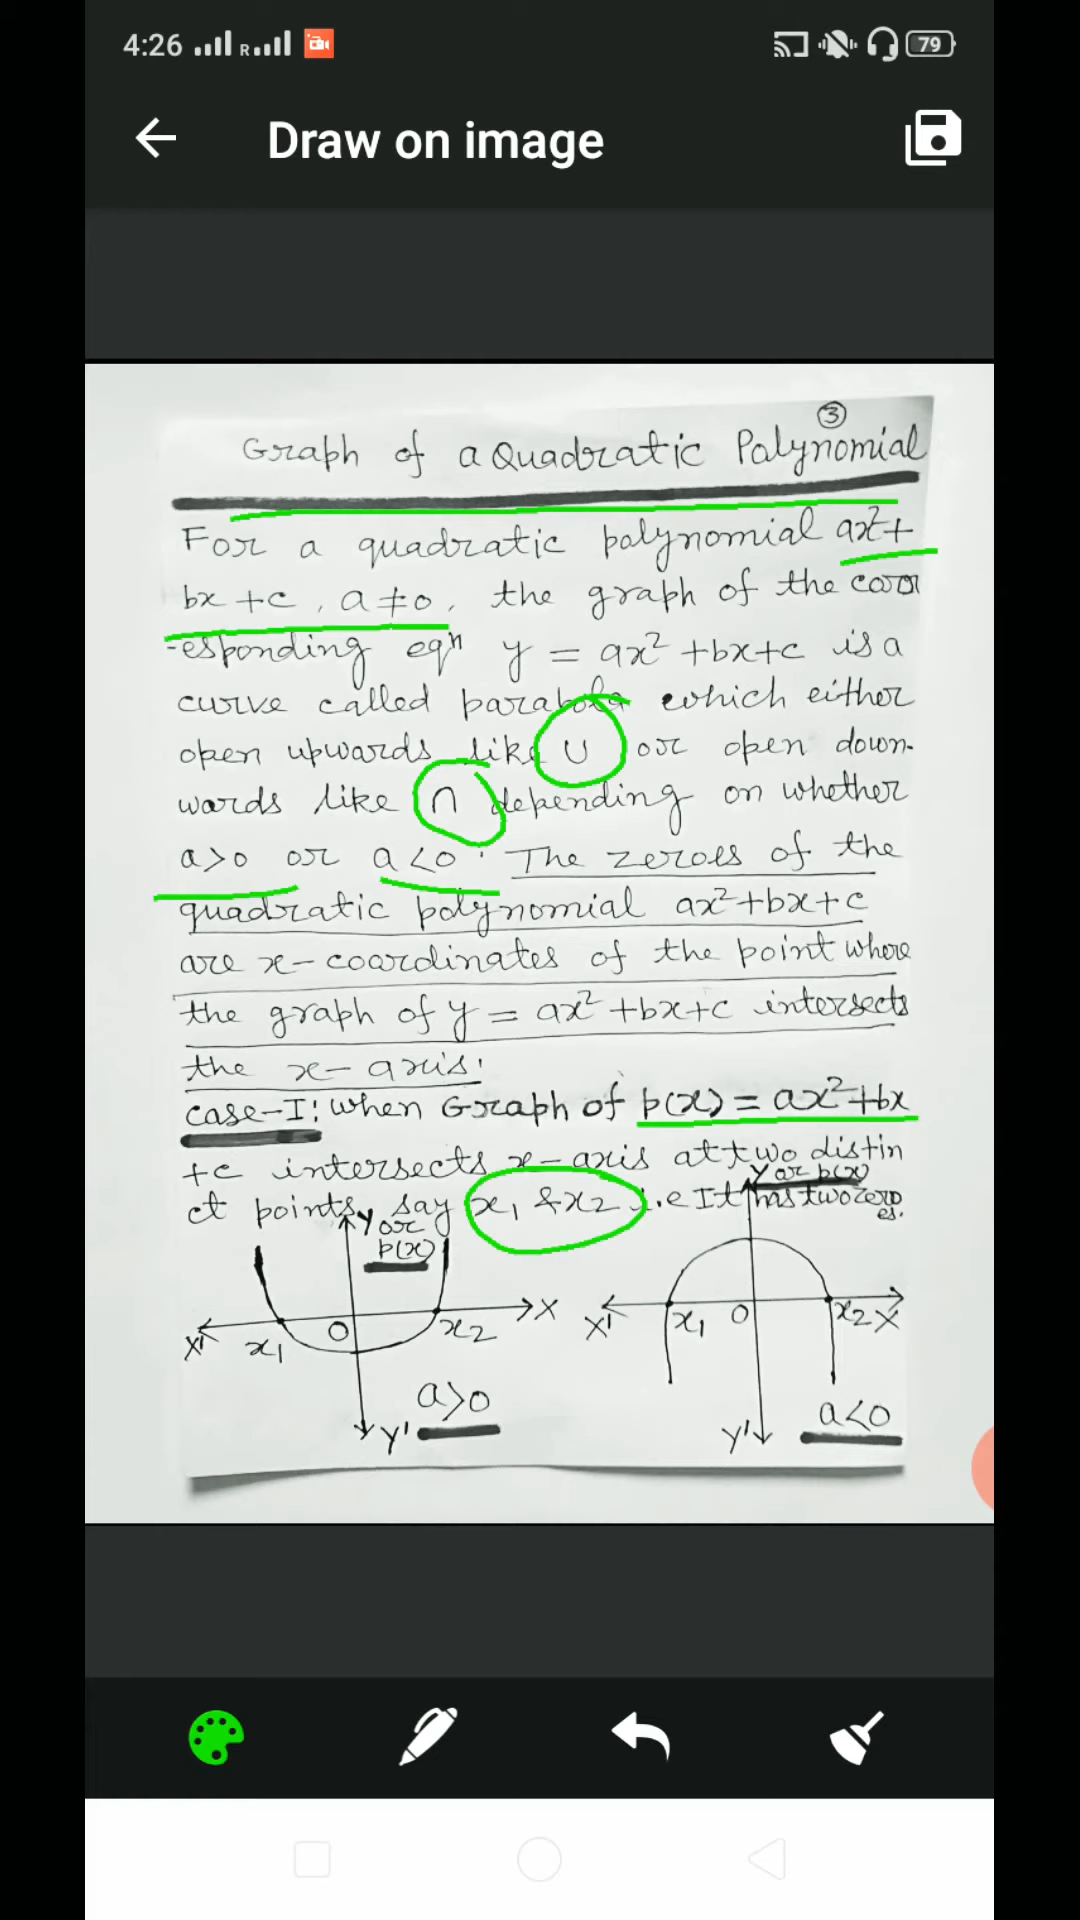 4:26
R
79
Draw on image
3
Graph of a Quadratic Polynomial
For a quadratic polynomial ax²+
bx+c, a≠0, the graph of the corr
-esponding eqⁿ y = ax²+bx+c is a
curve called parabola which either
open upwards like ∪ or open down-
wards like ∩ depending on whether
a>0 or a<0. The zeroes of the
quadratic polynomial ax²+bx+c
are x-coordinates of the point where
the graph of y = ax²+bx+c intersects
the x-axis.
case-I: when Graph of p(x) = ax²+bx
+c intersects x-axis at two distin
ct points, say x₁ & x₂ i.e It has two zero
es.
Y or p(x)
Y or
p(x)
X' x₁ O x₂ X
X' x₁ O x₂ X
a>0
a<0
Y'
Y'